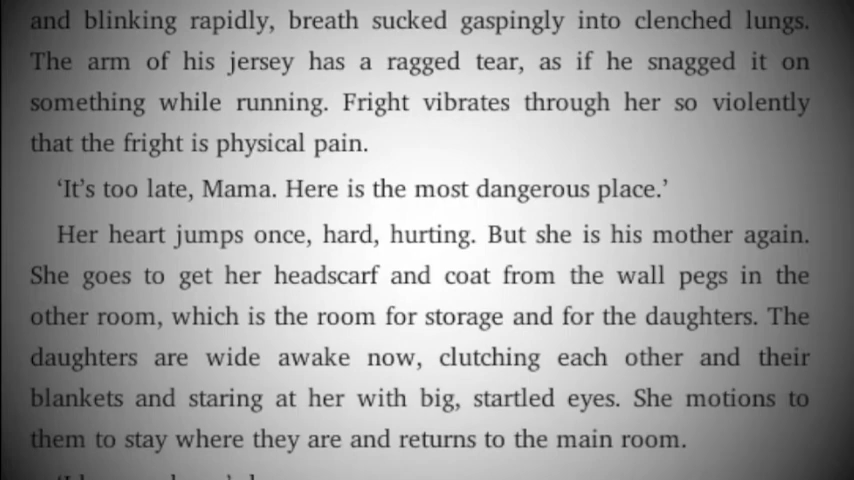 and blinking rapidly, breath sucked gaspingly into clenched lungs.
The arm of his jersey has a ragged tear, as if he snagged it on
something while running. Fright vibrates through her so violently
that the fright is physical pain.
‘It’s too late, Mama. Here is the most dangerous place.’
Her heart jumps once, hard, hurting. But she is his mother again.
She goes to get her headscarf and coat from the wall pegs in the
other room, which is the room for storage and for the daughters. The
daughters are wide awake now, clutching each other and their
blankets and staring at her with big, startled eyes. She motions to
them to stay where they are and returns to the main room.